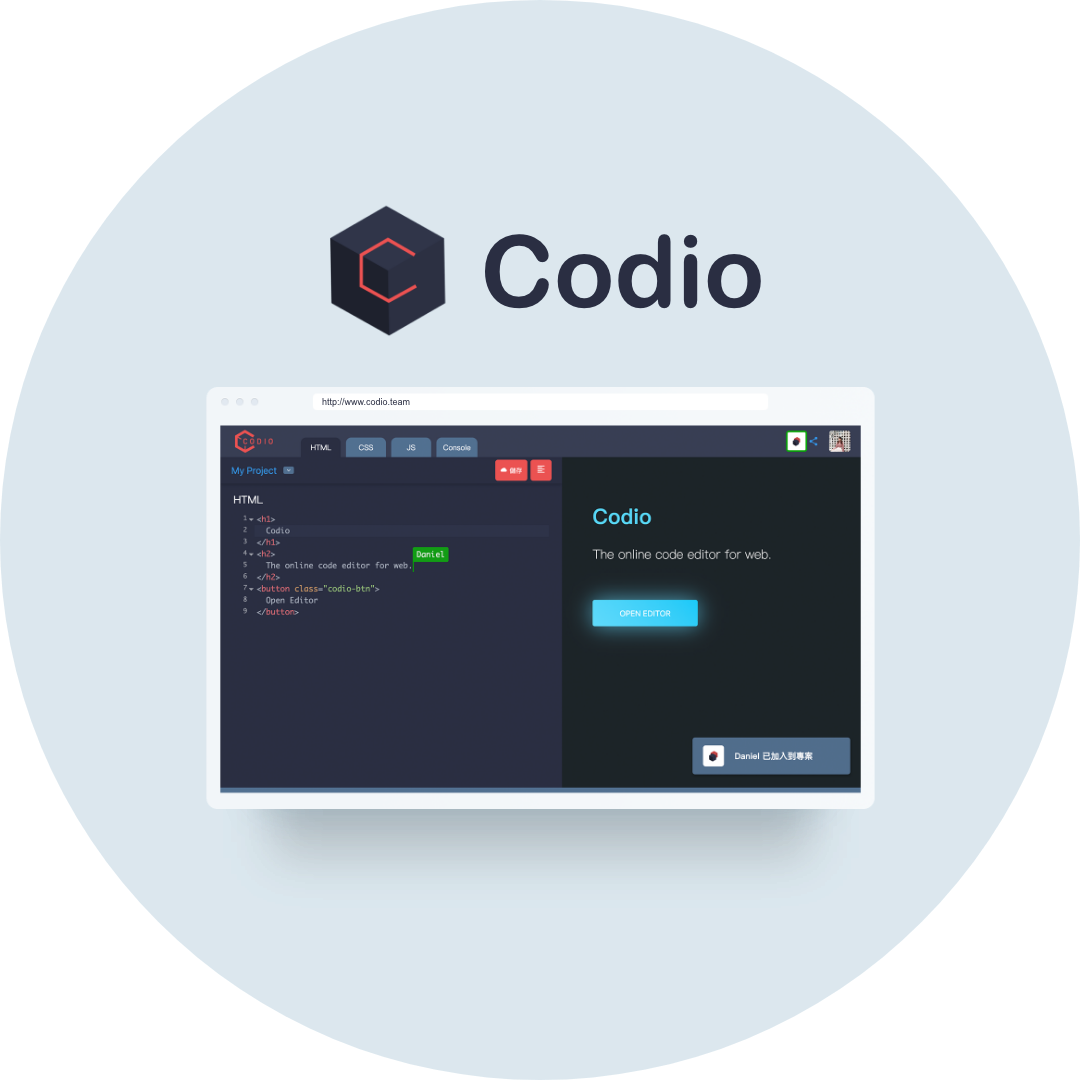 Codio
http://www.codio.team
CODIO
HTML
CSS
JS
Console
My Project
儲存
HTML
1 <h1>
2 Codio
3 </h1>
4 <h2>
Daniel
5 The online code editor for web.
6 </h2>
7 <button class="codio-btn">
8 Open Editor
9 </button>
Codio
The online code editor for web.
OPEN EDITOR
Daniel 已加入到專案